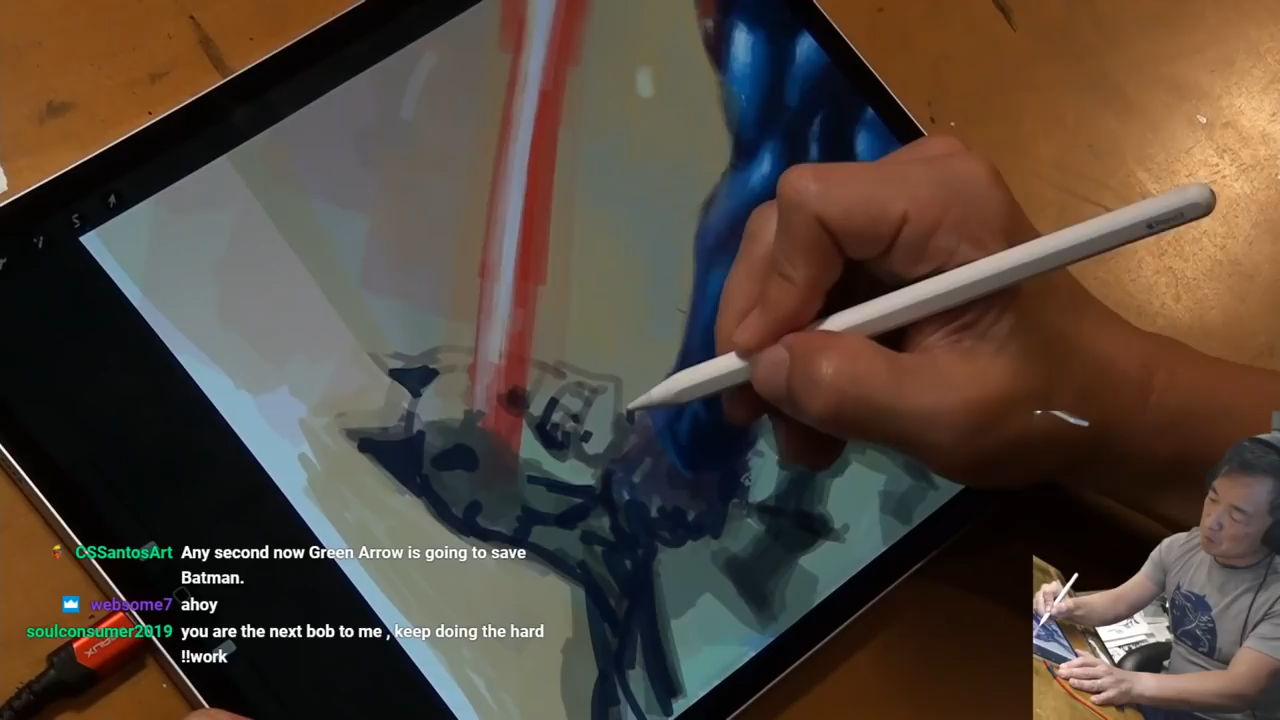 CSSantosArt Any second now Green Arrow is going to save
Batman.
websome7 ahoy
soulconsumer2019 you are the next bob to me , keep doing the hard
!!work